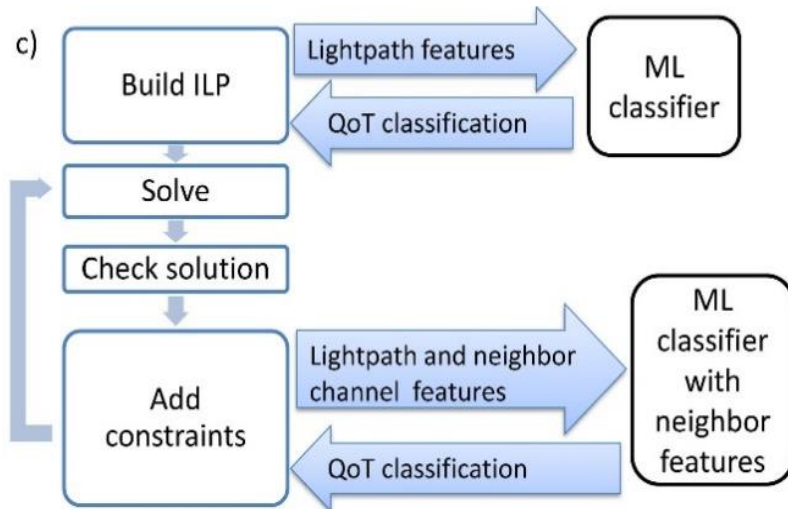 c)
Build ILP
Lightpath features
QoT classification
ML
classifier
Solve
Check solution
Add
constraints
Lightpath and neighbor
channel features
QoT classification
ML
classifier
with
neighbor
features